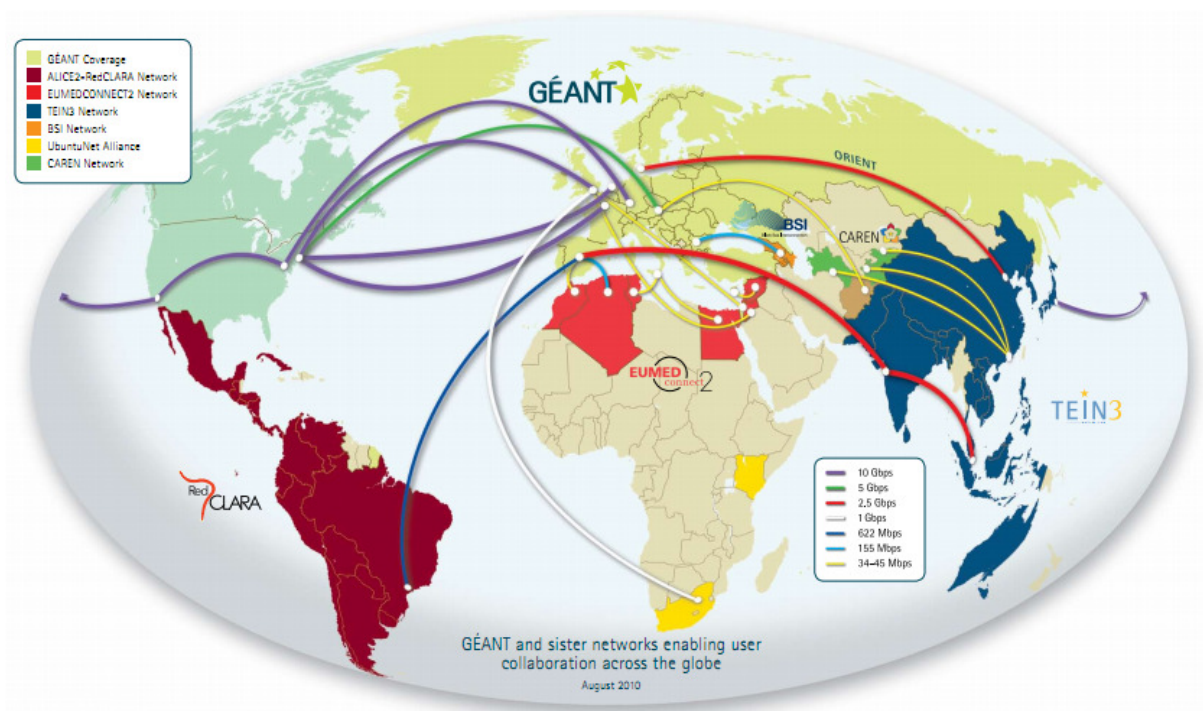 GÉANT Coverage
ALICE2-RedCLARA Network
EUMEDCONNECT2 Network
TEIN3 Network
BSI Network
UbuntuNet Alliance
CAREN Network
GÉANT
ORIENT
BSI
CAREN
EUMED
connect 2
TEIN3
Red
CLARA
10 Gbps
5 Gbps
2.5 Gbps
1 Gbps
622 Mbps
155 Mbps
34-45 Mbps
GÉANT and sister networks enabling user
collaboration across the globe
August 2010